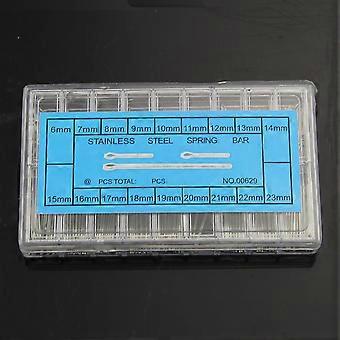 6mm 7mm 8mm 9mm 10mm 11mm 12mm 13mm 14mm
STAINLESS STEEL SPRING BAR
@ PCS TOTAL: PCS NO.00629
15mm 16mm 17mm 18mm 19mm 20mm 21mm 22mm 23mm